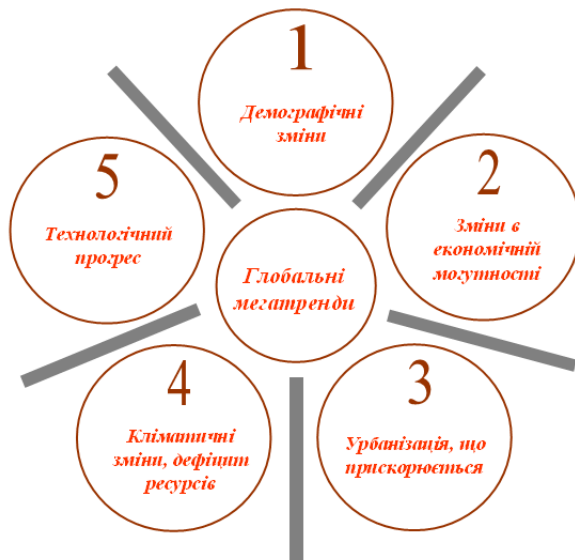 1
Демографічні
зміни
2
Зміни в
економічній
могутності
3
Урбанізація, що
прискорюється
4
Кліматичні
зміни, дефіцит
ресурсів
5
Технологічний
прогрес
Глобальні
мегатренди